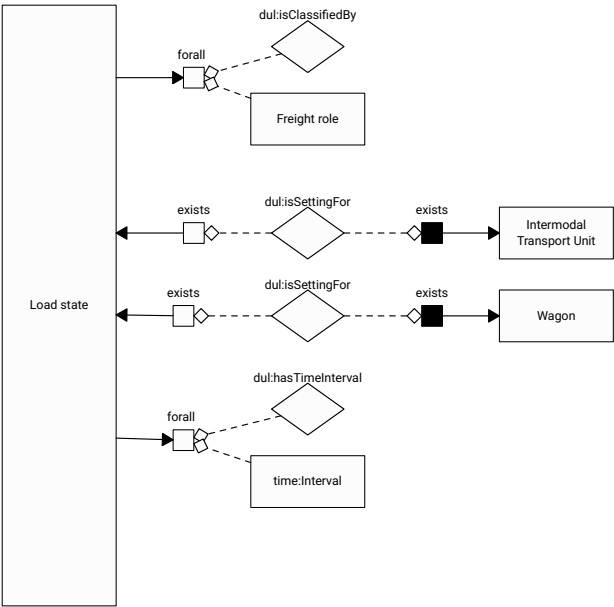 dul:isClassifiedBy
forall
Freight role
dul:isSettingFor
exists
exists
Intermodal
Transport Unit
dul:isSettingFor
exists
exists
Load state
Wagon
dul:hasTimeInterval
forall
time:Interval